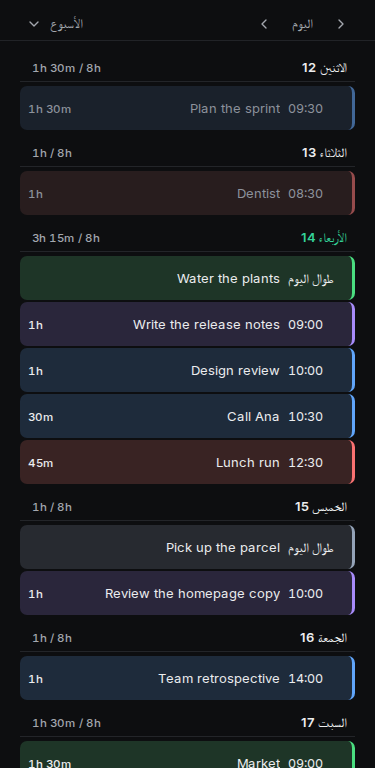 اليوم الأسبوع
الاثنين 12 1h 30m / 8h
09:30 Plan the sprint 1h 30m
الثلاثاء 13 1h / 8h
08:30 Dentist 1h
الأربعاء 14 3h 15m / 8h
طوال اليوم Water the plants
09:00 Write the release notes 1h
10:00 Design review 1h
10:30 Call Ana 30m
12:30 Lunch run 45m
الخميس 15 1h / 8h
طوال اليوم Pick up the parcel
10:00 Review the homepage copy 1h
الجمعة 16 1h / 8h
14:00 Team retrospective 1h
السبت 17 1h 30m / 8h
09:00 Market 1h 30m